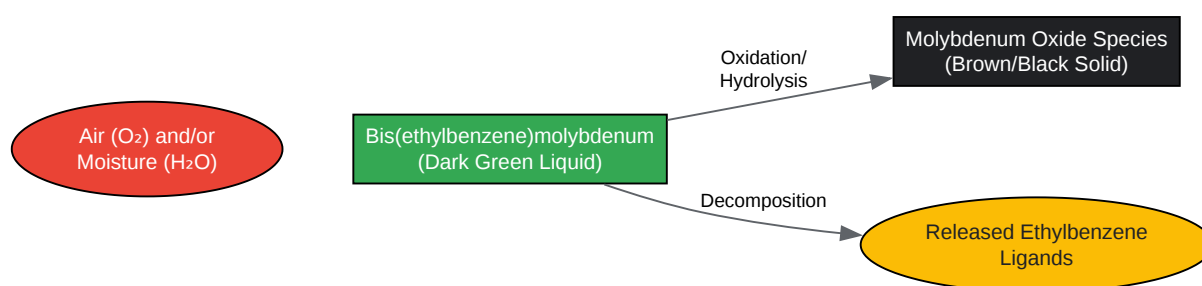 Air (O₂) and/or
Moisture (H₂O)
Bis(ethylbenzene)molybdenum
(Dark Green Liquid)
Oxidation/
Hydrolysis
Molybdenum Oxide Species
(Brown/Black Solid)
Decomposition
Released Ethylbenzene
Ligands